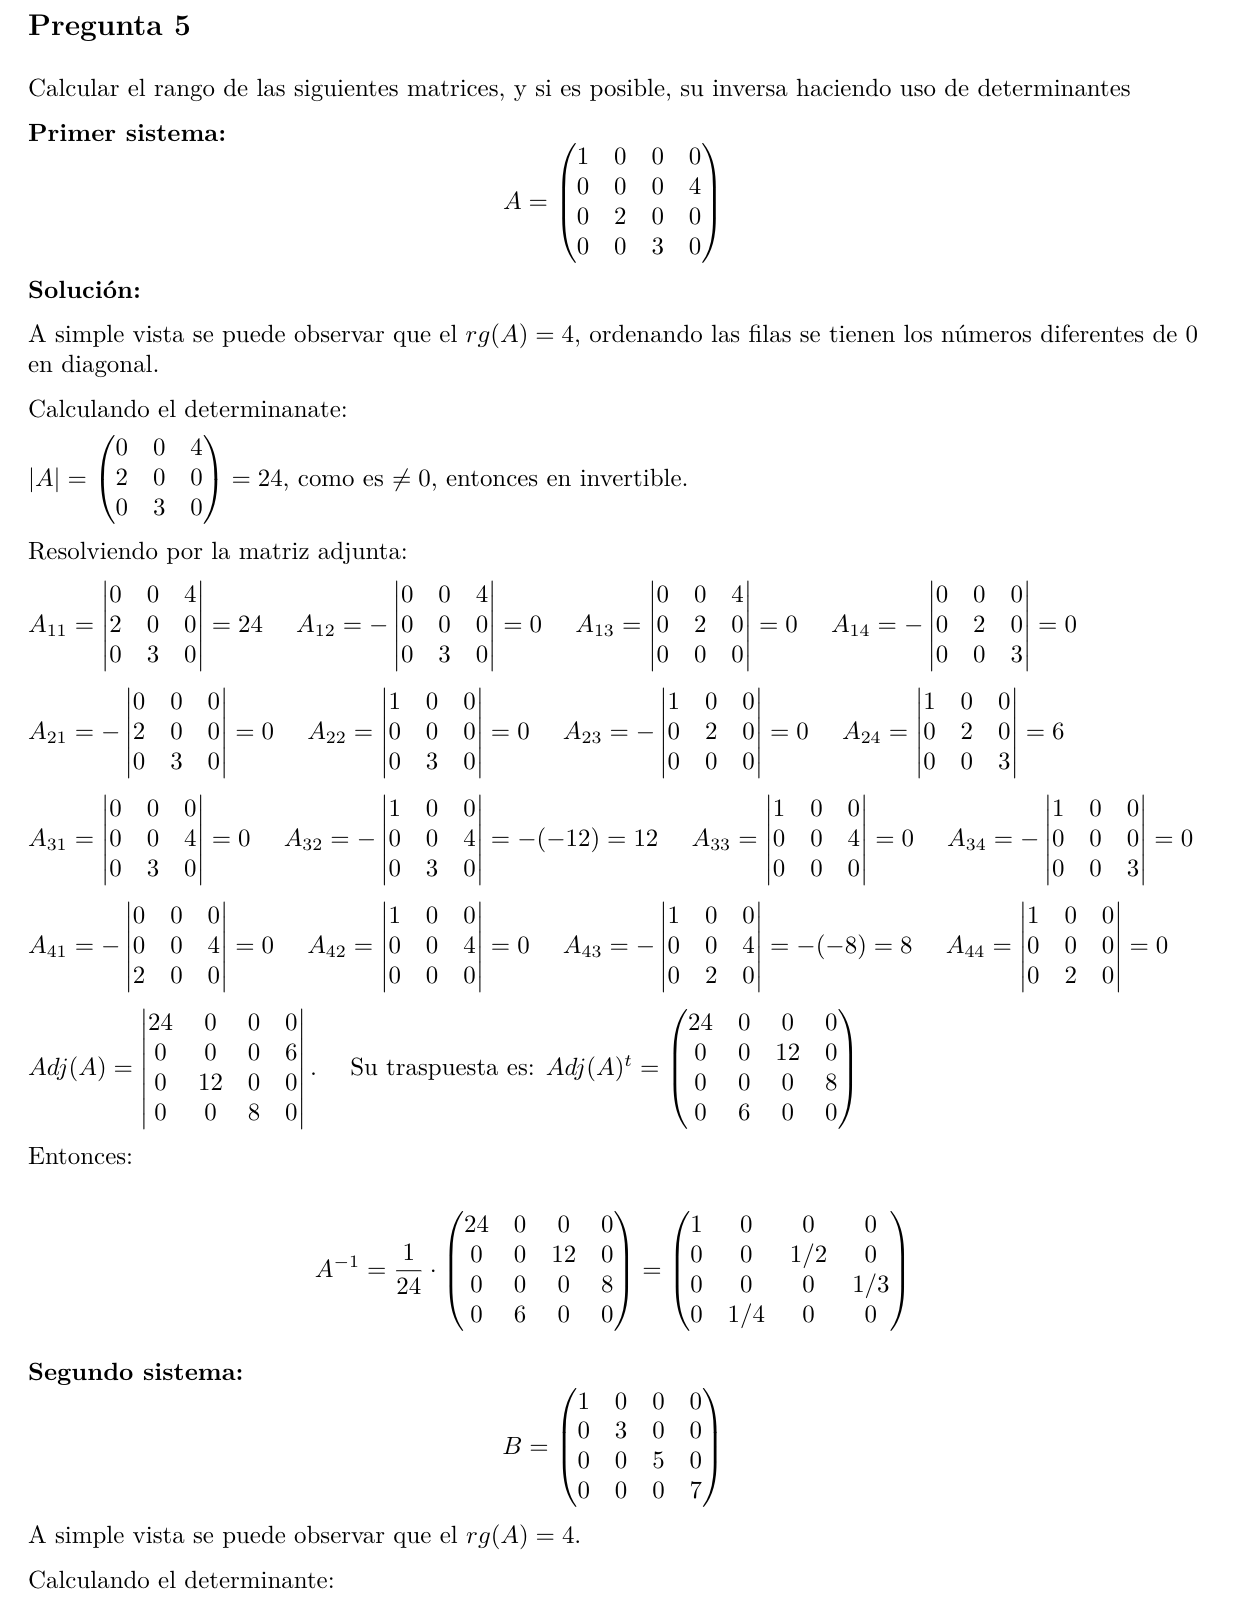 Pregunta 5
Calcular el rango de las siguientes matrices, y si es posible, su inversa haciendo uso de determinantes
Primer sistema:
$A = \begin{pmatrix} 1 & 0 & 0 & 0 \\ 0 & 0 & 0 & 4 \\ 0 & 2 & 0 & 0 \\ 0 & 0 & 3 & 0 \end{pmatrix}$
Solución:
A simple vista se puede observar que el $rg(A) = 4$, ordenando las filas se tienen los números diferentes de 0
en diagonal.
Calculando el determinanate:
$|A| = \begin{pmatrix} 0 & 0 & 4 \\ 2 & 0 & 0 \\ 0 & 3 & 0 \end{pmatrix} = 24$, como es $\neq 0$, entonces en invertible.
Resolviendo por la matriz adjunta:
$A_{11} = \begin{vmatrix} 0 & 0 & 4 \\ 2 & 0 & 0 \\ 0 & 3 & 0 \end{vmatrix} = 24 \quad A_{12} = -\begin{vmatrix} 0 & 0 & 4 \\ 0 & 0 & 0 \\ 0 & 3 & 0 \end{vmatrix} = 0 \quad A_{13} = \begin{vmatrix} 0 & 0 & 4 \\ 0 & 2 & 0 \\ 0 & 0 & 0 \end{vmatrix} = 0 \quad A_{14} = -\begin{vmatrix} 0 & 0 & 0 \\ 0 & 2 & 0 \\ 0 & 0 & 3 \end{vmatrix} = 0$
$A_{21} = -\begin{vmatrix} 0 & 0 & 0 \\ 2 & 0 & 0 \\ 0 & 3 & 0 \end{vmatrix} = 0 \quad A_{22} = \begin{vmatrix} 1 & 0 & 0 \\ 0 & 0 & 0 \\ 0 & 3 & 0 \end{vmatrix} = 0 \quad A_{23} = -\begin{vmatrix} 1 & 0 & 0 \\ 0 & 2 & 0 \\ 0 & 0 & 0 \end{vmatrix} = 0 \quad A_{24} = \begin{vmatrix} 1 & 0 & 0 \\ 0 & 2 & 0 \\ 0 & 0 & 3 \end{vmatrix} = 6$
$A_{31} = \begin{vmatrix} 0 & 0 & 0 \\ 0 & 0 & 4 \\ 0 & 3 & 0 \end{vmatrix} = 0 \quad A_{32} = -\begin{vmatrix} 1 & 0 & 0 \\ 0 & 0 & 4 \\ 0 & 3 & 0 \end{vmatrix} = -(-12) = 12 \quad A_{33} = \begin{vmatrix} 1 & 0 & 0 \\ 0 & 0 & 4 \\ 0 & 0 & 0 \end{vmatrix} = 0 \quad A_{34} = -\begin{vmatrix} 1 & 0 & 0 \\ 0 & 0 & 0 \\ 0 & 0 & 3 \end{vmatrix} = 0$
$A_{41} = -\begin{vmatrix} 0 & 0 & 0 \\ 0 & 0 & 4 \\ 2 & 0 & 0 \end{vmatrix} = 0 \quad A_{42} = \begin{vmatrix} 1 & 0 & 0 \\ 0 & 0 & 4 \\ 0 & 0 & 0 \end{vmatrix} = 0 \quad A_{43} = -\begin{vmatrix} 1 & 0 & 0 \\ 0 & 0 & 4 \\ 0 & 2 & 0 \end{vmatrix} = -(-8) = 8 \quad A_{44} = \begin{vmatrix} 1 & 0 & 0 \\ 0 & 0 & 0 \\ 0 & 2 & 0 \end{vmatrix} = 0$
$Adj(A) = \begin{vmatrix} 24 & 0 & 0 & 0 \\ 0 & 0 & 0 & 6 \\ 0 & 12 & 0 & 0 \\ 0 & 0 & 8 & 0 \end{vmatrix}.$ Su traspuesta es: $Adj(A)^t = \begin{pmatrix} 24 & 0 & 0 & 0 \\ 0 & 0 & 12 & 0 \\ 0 & 0 & 0 & 8 \\ 0 & 6 & 0 & 0 \end{pmatrix}$
Entonces:
$A^{-1} = \frac{1}{24} \cdot \begin{pmatrix} 24 & 0 & 0 & 0 \\ 0 & 0 & 12 & 0 \\ 0 & 0 & 0 & 8 \\ 0 & 6 & 0 & 0 \end{pmatrix} = \begin{pmatrix} 1 & 0 & 0 & 0 \\ 0 & 0 & 1/2 & 0 \\ 0 & 0 & 0 & 1/3 \\ 0 & 1/4 & 0 & 0 \end{pmatrix}$
Segundo sistema:
$B = \begin{pmatrix} 1 & 0 & 0 & 0 \\ 0 & 3 & 0 & 0 \\ 0 & 0 & 5 & 0 \\ 0 & 0 & 0 & 7 \end{pmatrix}$
A simple vista se puede observar que el $rg(A) = 4$.
Calculando el determinante: